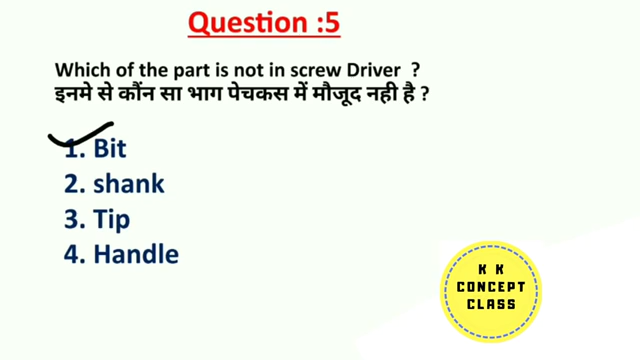 Question :5
Which of the part is not in screw Driver ?
इनमे से कौंन सा भाग पेचकस में मौजूद नही है ?
1. Bit
2. shank
3. Tip
4. Handle
K K
CONCEPT
CLASS